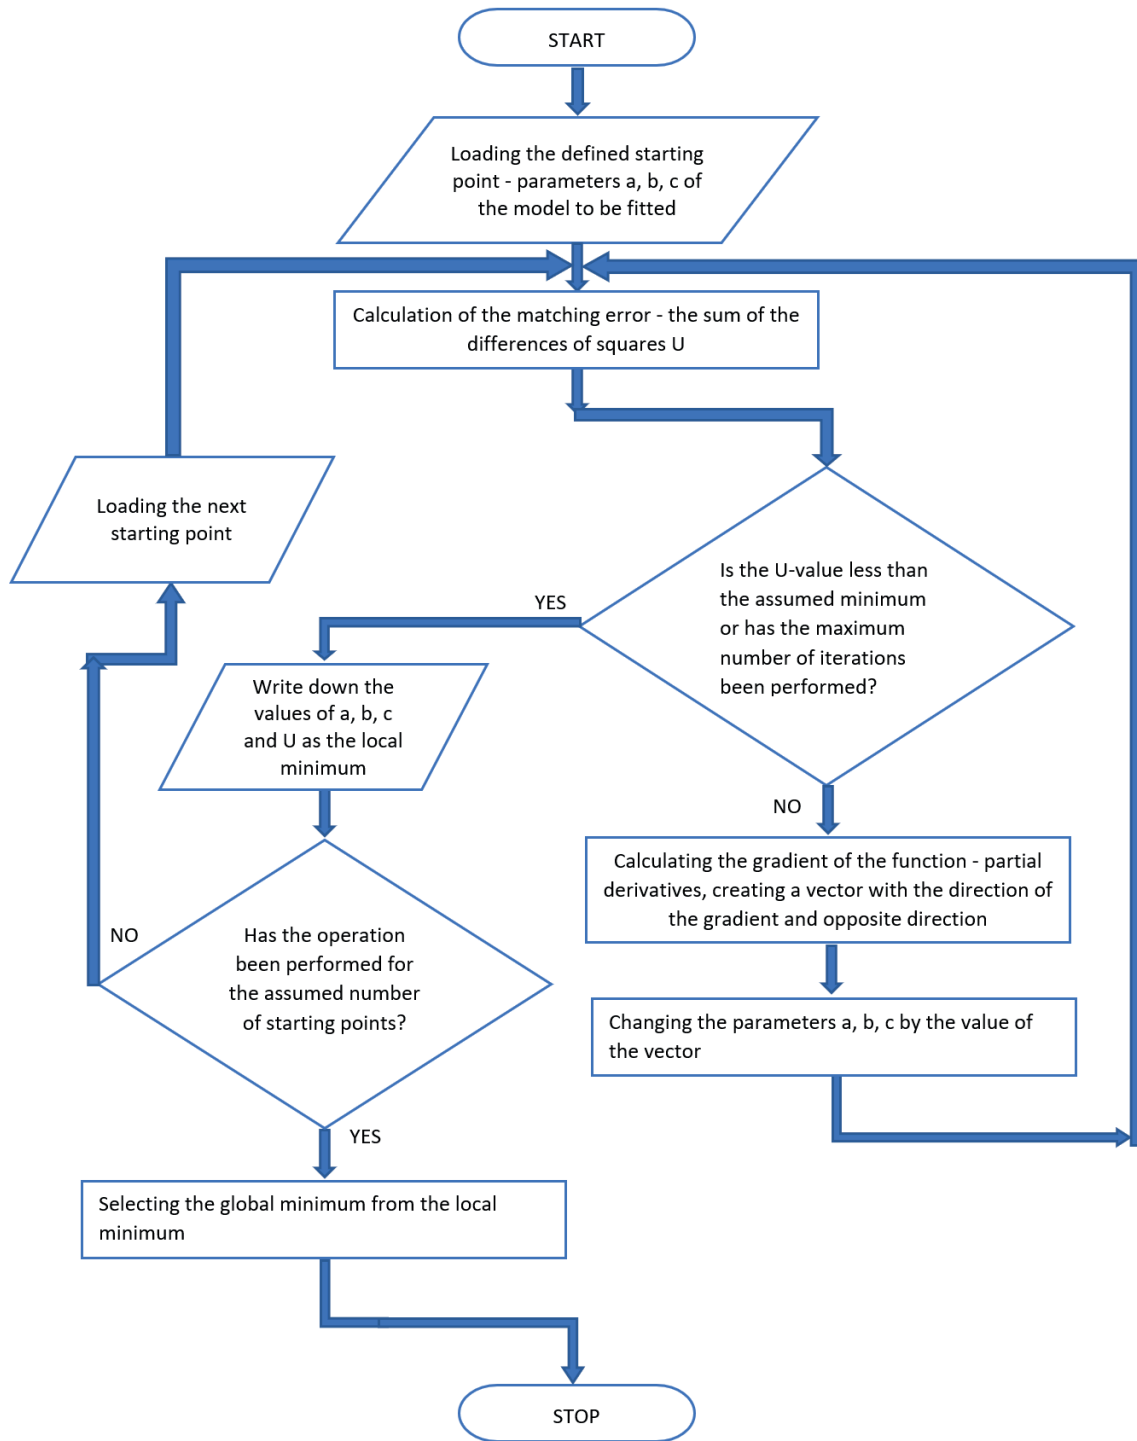 START
Loading the defined starting
point - parameters a, b, c of
the model to be fitted
Calculation of the matching error - the sum of the
differences of squares U
Loading the next
starting point
Is the U-value less than
the assumed minimum
or has the maximum
number of iterations
been performed?
YES
Write down the
values of a, b, c
and U as the local
minimum
NO
Calculating the gradient of the function - partial
derivatives, creating a vector with the direction of
the gradient and opposite direction
NO
Has the operation
been performed for
the assumed number
of starting points?
Changing the parameters a, b, c by the value of
the vector
YES
Selecting the global minimum from the local
minimum
STOP